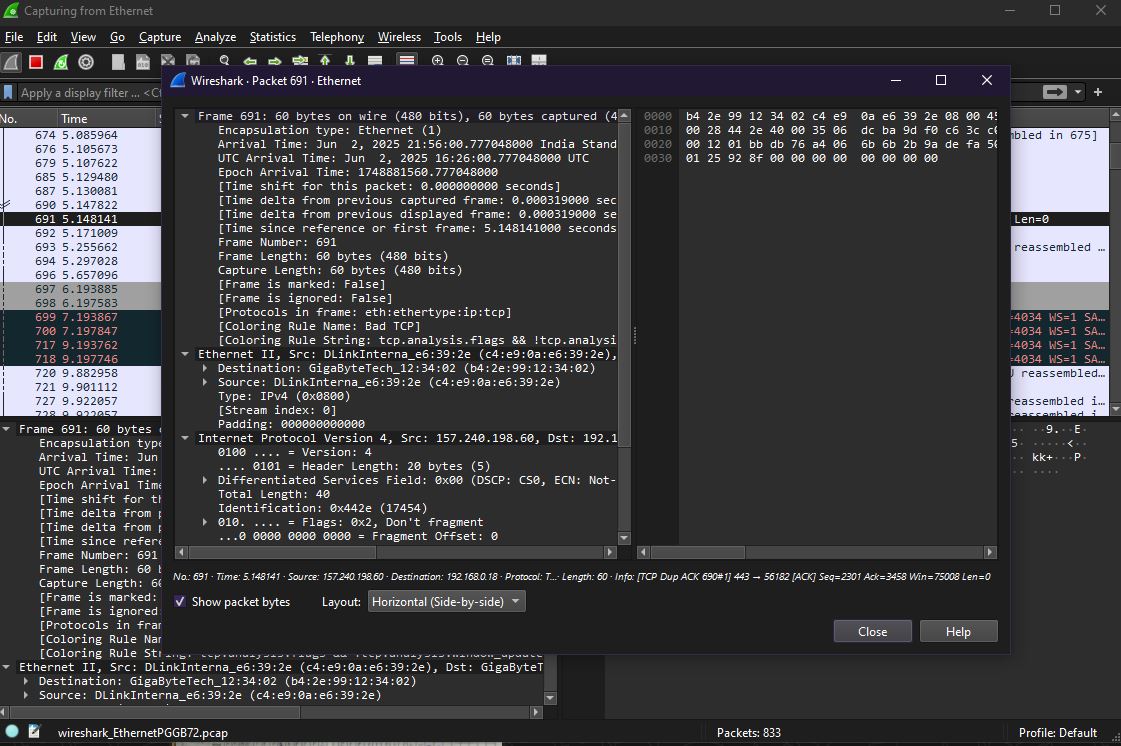 Capturing from Ethernet
File Edit View Go Capture Analyze Statistics Telephony Wireless Tools Help
Apply a display filter ... <Ct
Wireshark · Packet 691 · Ethernet
No. Time
674 5.085964
676 5.105673
679 5.107622
685 5.129480
687 5.130081
690 5.147822
691 5.148141
692 5.171009
693 5.255662
694 5.297028
696 5.657096
697 6.193885
698 6.197583
699 7.193867
700 7.197847
717 9.193762
718 9.197746
720 9.882958
721 9.901112
727 9.922057
728 9.922057
Frame 691: 60 bytes on wire (480 bits), 60 bytes captured (4
Encapsulation type: Ethernet (1)
Arrival Time: Jun 2, 2025 21:56:00.777048000 India Stand
UTC Arrival Time: Jun 2, 2025 16:26:00.777048000 UTC
Epoch Arrival Time: 1748881560.777048000
[Time shift for this packet: 0.000000000 seconds]
[Time delta from previous captured frame: 0.000319000 sec
[Time delta from previous displayed frame: 0.000319000 se
[Time since reference or first frame: 5.148141000 seconds
Frame Number: 691
Frame Length: 60 bytes (480 bits)
Capture Length: 60 bytes (480 bits)
[Frame is marked: False]
[Frame is ignored: False]
[Protocols in frame: eth:ethertype:ip:tcp]
[Coloring Rule Name: Bad TCP]
[Coloring Rule String: tcp.analysis.flags && !tcp.analysi
Ethernet II, Src: DLinkInterna_e6:39:2e (c4:e9:0a:e6:39:2e),
Destination: GigaByteTech_12:34:02 (b4:2e:99:12:34:02)
Source: DLinkInterna_e6:39:2e (c4:e9:0a:e6:39:2e)
Type: IPv4 (0x0800)
[Stream index: 0]
Padding: 000000000000
Internet Protocol Version 4, Src: 157.240.198.60, Dst: 192.1
0100 .... = Version: 4
.... 0101 = Header Length: 20 bytes (5)
Differentiated Services Field: 0x00 (DSCP: CS0, ECN: Not-
Total Length: 40
Identification: 0x442e (17454)
010. .... = Flags: 0x2, Don't fragment
...0 0000 0000 0000 = Fragment Offset: 0
0000 b4 2e 99 12 34 02 c4 e9 0a e6 39 2e 08 00 45
0010 00 28 44 2e 40 00 35 06 dc ba 9d f0 c6 3c c0
0020 00 12 01 bb db 76 a4 06 6b 6b 2b 9a de fa 50
0030 01 25 92 8f 00 00 00 00 00 00 00 00
mbled in 675]
Len=0
reassembled …
=4034 WS=1 SA…
=4034 WS=1 SA…
=4034 WS=1 SA…
=4034 WS=1 SA…
U reassembled…
reassembled i…
reassembled i…
No.: 691 · Time: 5.148141 · Source: 157.240.198.60 · Destination: 192.168.0.18 · Protocol: T… · Length: 60 · Info: [TCP Dup ACK 690#1] 443 → 56182 [ACK] Seq=2301 Ack=3458 Win=75008 Len=0
Show packet bytes Layout: Horizontal (Side-by-side)
Close Help
Frame 691: 60 bytes o
Encapsulation type
Arrival Time: Jun
UTC Arrival Time:
Epoch Arrival Time
[Time shift for th
[Time delta from p
[Time delta from p
[Time since refere
Frame Number: 691
Frame Length: 60 b
Capture Length: 60
[Frame is marked:
[Frame is ignored:
[Protocols in fram
[Coloring Rule Nam
[Coloring Rule String: tcp.analysis.flags && !tcp.analysis.window_update
Ethernet II, Src: DLinkInterna_e6:39:2e (c4:e9:0a:e6:39:2e), Dst: GigaByteT
Destination: GigaByteTech_12:34:02 (b4:2e:99:12:34:02)
Source: DLinkInterna_e6:39:2e (c4:e9:0a:e6:39:2e)
·· 9.··E·
5· ·····<·
·· kk+···P·
·· ····
wireshark_EthernetPGGB72.pcap
Packets: 833
Profile: Default